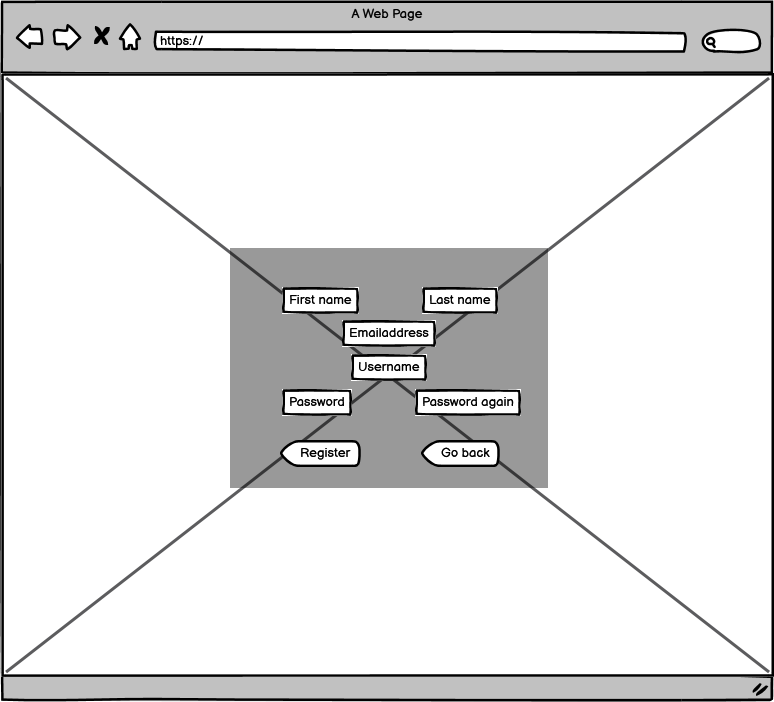 A Web Page
https://
First name
Last name
Emailaddress
Username
Password
Password again
Register
Go back